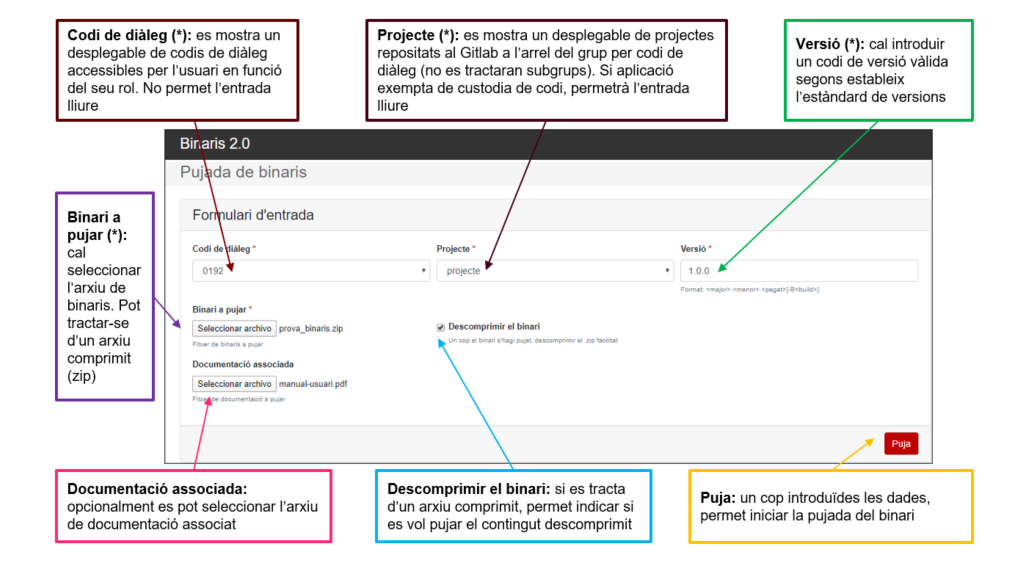 Codi de diàleg (*): es mostra un
desplegable de codis de diàleg
accessibles per l'usuari en funció
del seu rol. No permet l'entrada
lliure
Projecte (*): es mostra un desplegable de projectes
repositats al Gitlab a l'arrel del grup per codi de
diàleg (no es tractaran subgrups). Si aplicació
exempta de custodia de codi, permetrà l'entrada
lliure
Versió (*): cal introduir
un codi de versió vàlida
segons estableix
l'estàndard de versions
Binaris 2.0
Pujada de binaris
Binari a
pujar (*):
cal
seleccionar
l'arxiu de
binaris. Pot
tractar-se
d'un arxiu
comprimit
(zip)
Formulari d'entrada
Codi de diàleg *
Projecte *
Versió *
0192
projecte
1.0.0
Format: <major>.<menor>.<pegat>[-B<build>]
Binari a pujar *
Seleccionar archivo prova_binaris.zip
Fitxer de binaris a pujar
Descomprimir el binari
Un cop el binari s'hagi pujat, descomprimir el .zip facilitat
Documentació associada
Seleccionar archivo manual-usuari.pdf
Fitxer de documentació a pujar
Puja
Documentació associada:
opcionalment es pot seleccionar l'arxiu
de documentació associat
Descomprimir el binari: si es tracta
d'un arxiu comprimit, permet indicar si
es vol pujar el contingut descomprimit
Puja: un cop introduïdes les dades,
permet iniciar la pujada del binari